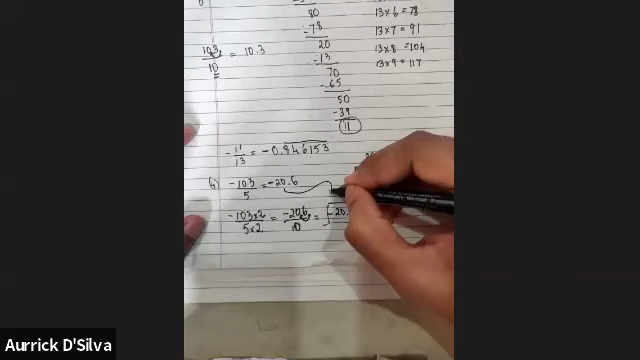 80
-78
20
-13
70
-65
50
-39
11
13×6 = 78
13×7 = 91
13×8 = 104
13×9 = 117
103/10 = 10.3
-11/13 = -0.846153
-103/5 = -20.6
-103×2/5×2 = -206/10 = -20.
Aurrick D'Silva